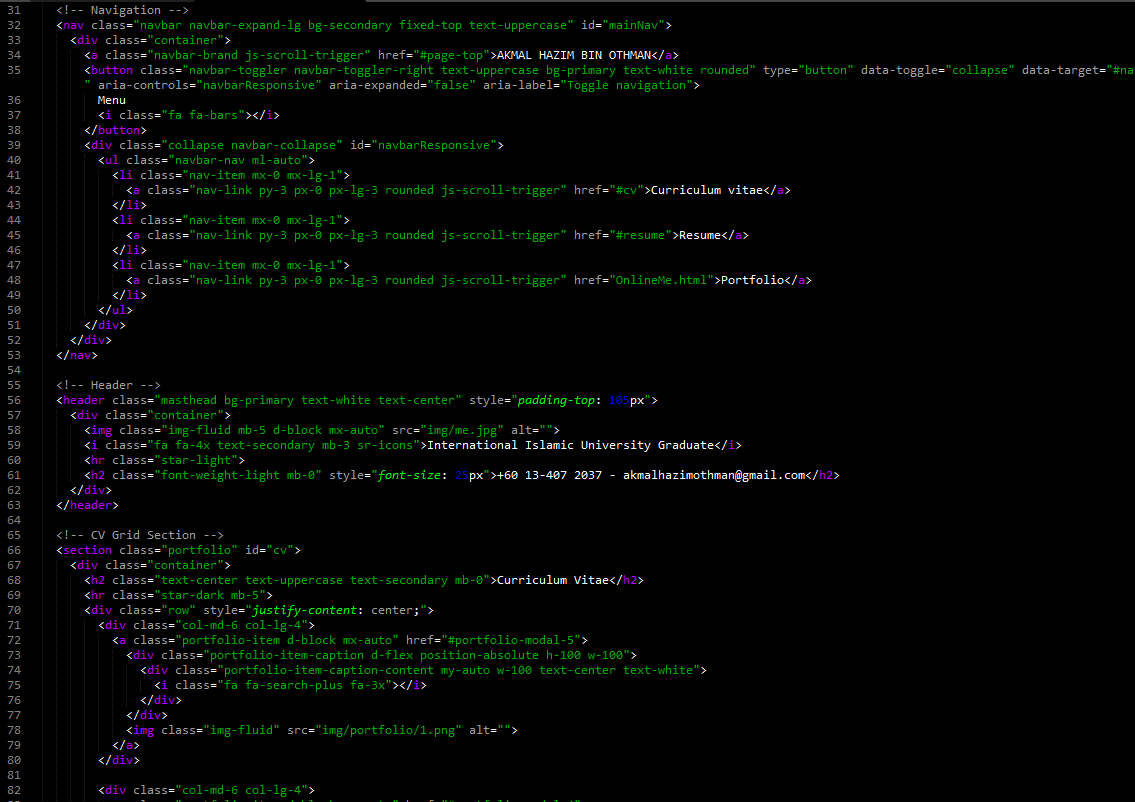 31 <!-- Navigation -->
32 <nav class="navbar navbar-expand-lg bg-secondary fixed-top text-uppercase" id="mainNav">
33 <div class="container">
34 <a class="navbar-brand js-scroll-trigger" href="#page-top">AKMAL HAZIM BIN OTHMAN</a>
35 <button class="navbar-toggler navbar-toggler-right text-uppercase bg-primary text-white rounded" type="button" data-toggle="collapse" data-target="#na
" aria-controls="navbarResponsive" aria-expanded="false" aria-label="Toggle navigation">
36 Menu
37 <i class="fa fa-bars"></i>
38 </button>
39 <div class="collapse navbar-collapse" id="navbarResponsive">
40 <ul class="navbar-nav ml-auto">
41 <li class="nav-item mx-0 mx-lg-1">
42 <a class="nav-link py-3 px-0 px-lg-3 rounded js-scroll-trigger" href="#cv">Curriculum vitae</a>
43 </li>
44 <li class="nav-item mx-0 mx-lg-1">
45 <a class="nav-link py-3 px-0 px-lg-3 rounded js-scroll-trigger" href="#resume">Resume</a>
46 </li>
47 <li class="nav-item mx-0 mx-lg-1">
48 <a class="nav-link py-3 px-0 px-lg-3 rounded js-scroll-trigger" href="OnlineMe.html">Portfolio</a>
49 </li>
50 </ul>
51 </div>
52 </div>
53 </nav>
54
55 <!-- Header -->
56 <header class="masthead bg-primary text-white text-center" style="padding-top: 105px">
57 <div class="container">
58 <img class="img-fluid mb-5 d-block mx-auto" src="img/me.jpg" alt="">
59 <i class="fa fa-4x text-secondary mb-3 sr-icons">International Islamic University Graduate</i>
60 <hr class="star-light">
61 <h2 class="font-weight-light mb-0" style="font-size: 25px">+60 13-407 2037 - akmalhazimothman@gmail.com</h2>
62 </div>
63 </header>
64
65 <!-- CV Grid Section -->
66 <section class="portfolio" id="cv">
67 <div class="container">
68 <h2 class="text-center text-uppercase text-secondary mb-0">Curriculum Vitae</h2>
69 <hr class="star-dark mb-5">
70 <div class="row" style="justify-content: center;">
71 <div class="col-md-6 col-lg-4">
72 <a class="portfolio-item d-block mx-auto" href="#portfolio-modal-5">
73 <div class="portfolio-item-caption d-flex position-absolute h-100 w-100">
74 <div class="portfolio-item-caption-content my-auto w-100 text-center text-white">
75 <i class="fa fa-search-plus fa-3x"></i>
76 </div>
77 </div>
78 <img class="img-fluid" src="img/portfolio/1.png" alt="">
79 </a>
80 </div>
81
82 <div class="col-md-6 col-lg-4">